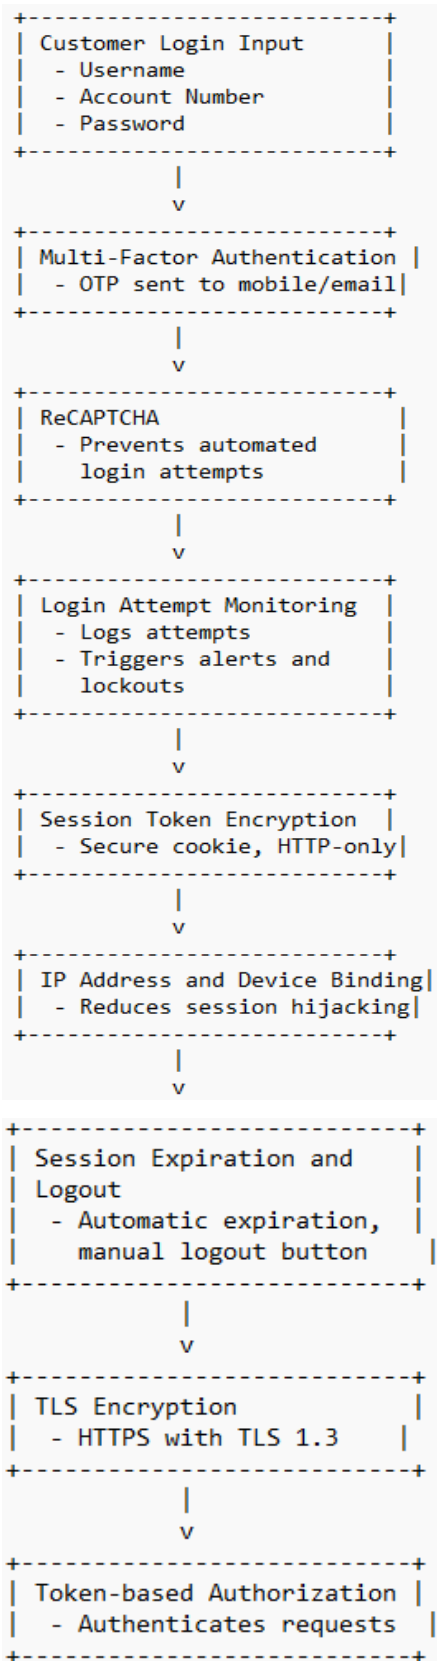 +---------------------------+
| Customer Login Input      |
|  - Username               |
|  - Account Number         |
|  - Password               |
+---------------------------+
            |
            v
+---------------------------+
| Multi-Factor Authentication |
|  - OTP sent to mobile/email|
+---------------------------+
            |
            v
+---------------------------+
| ReCAPTCHA                  |
|  - Prevents automated      |
|    login attempts          |
+---------------------------+
            |
            v
+---------------------------+
| Login Attempt Monitoring  |
|  - Logs attempts          |
|  - Triggers alerts and    |
|    lockouts               |
+---------------------------+
            |
            v
+---------------------------+
| Session Token Encryption  |
|  - Secure cookie, HTTP-only|
+---------------------------+
            |
            v
+---------------------------+
| IP Address and Device Binding|
|  - Reduces session hijacking|
+---------------------------+
            |
            v
+---------------------------+
| Session Expiration and    |
| Logout                    |
|  - Automatic expiration,  |
|    manual logout button    |
+---------------------------+
            |
            v
+---------------------------+
| TLS Encryption            |
|  - HTTPS with TLS 1.3    |
+---------------------------+
            |
            v
+---------------------------+
| Token-based Authorization |
|  - Authenticates requests  |
+---------------------------+